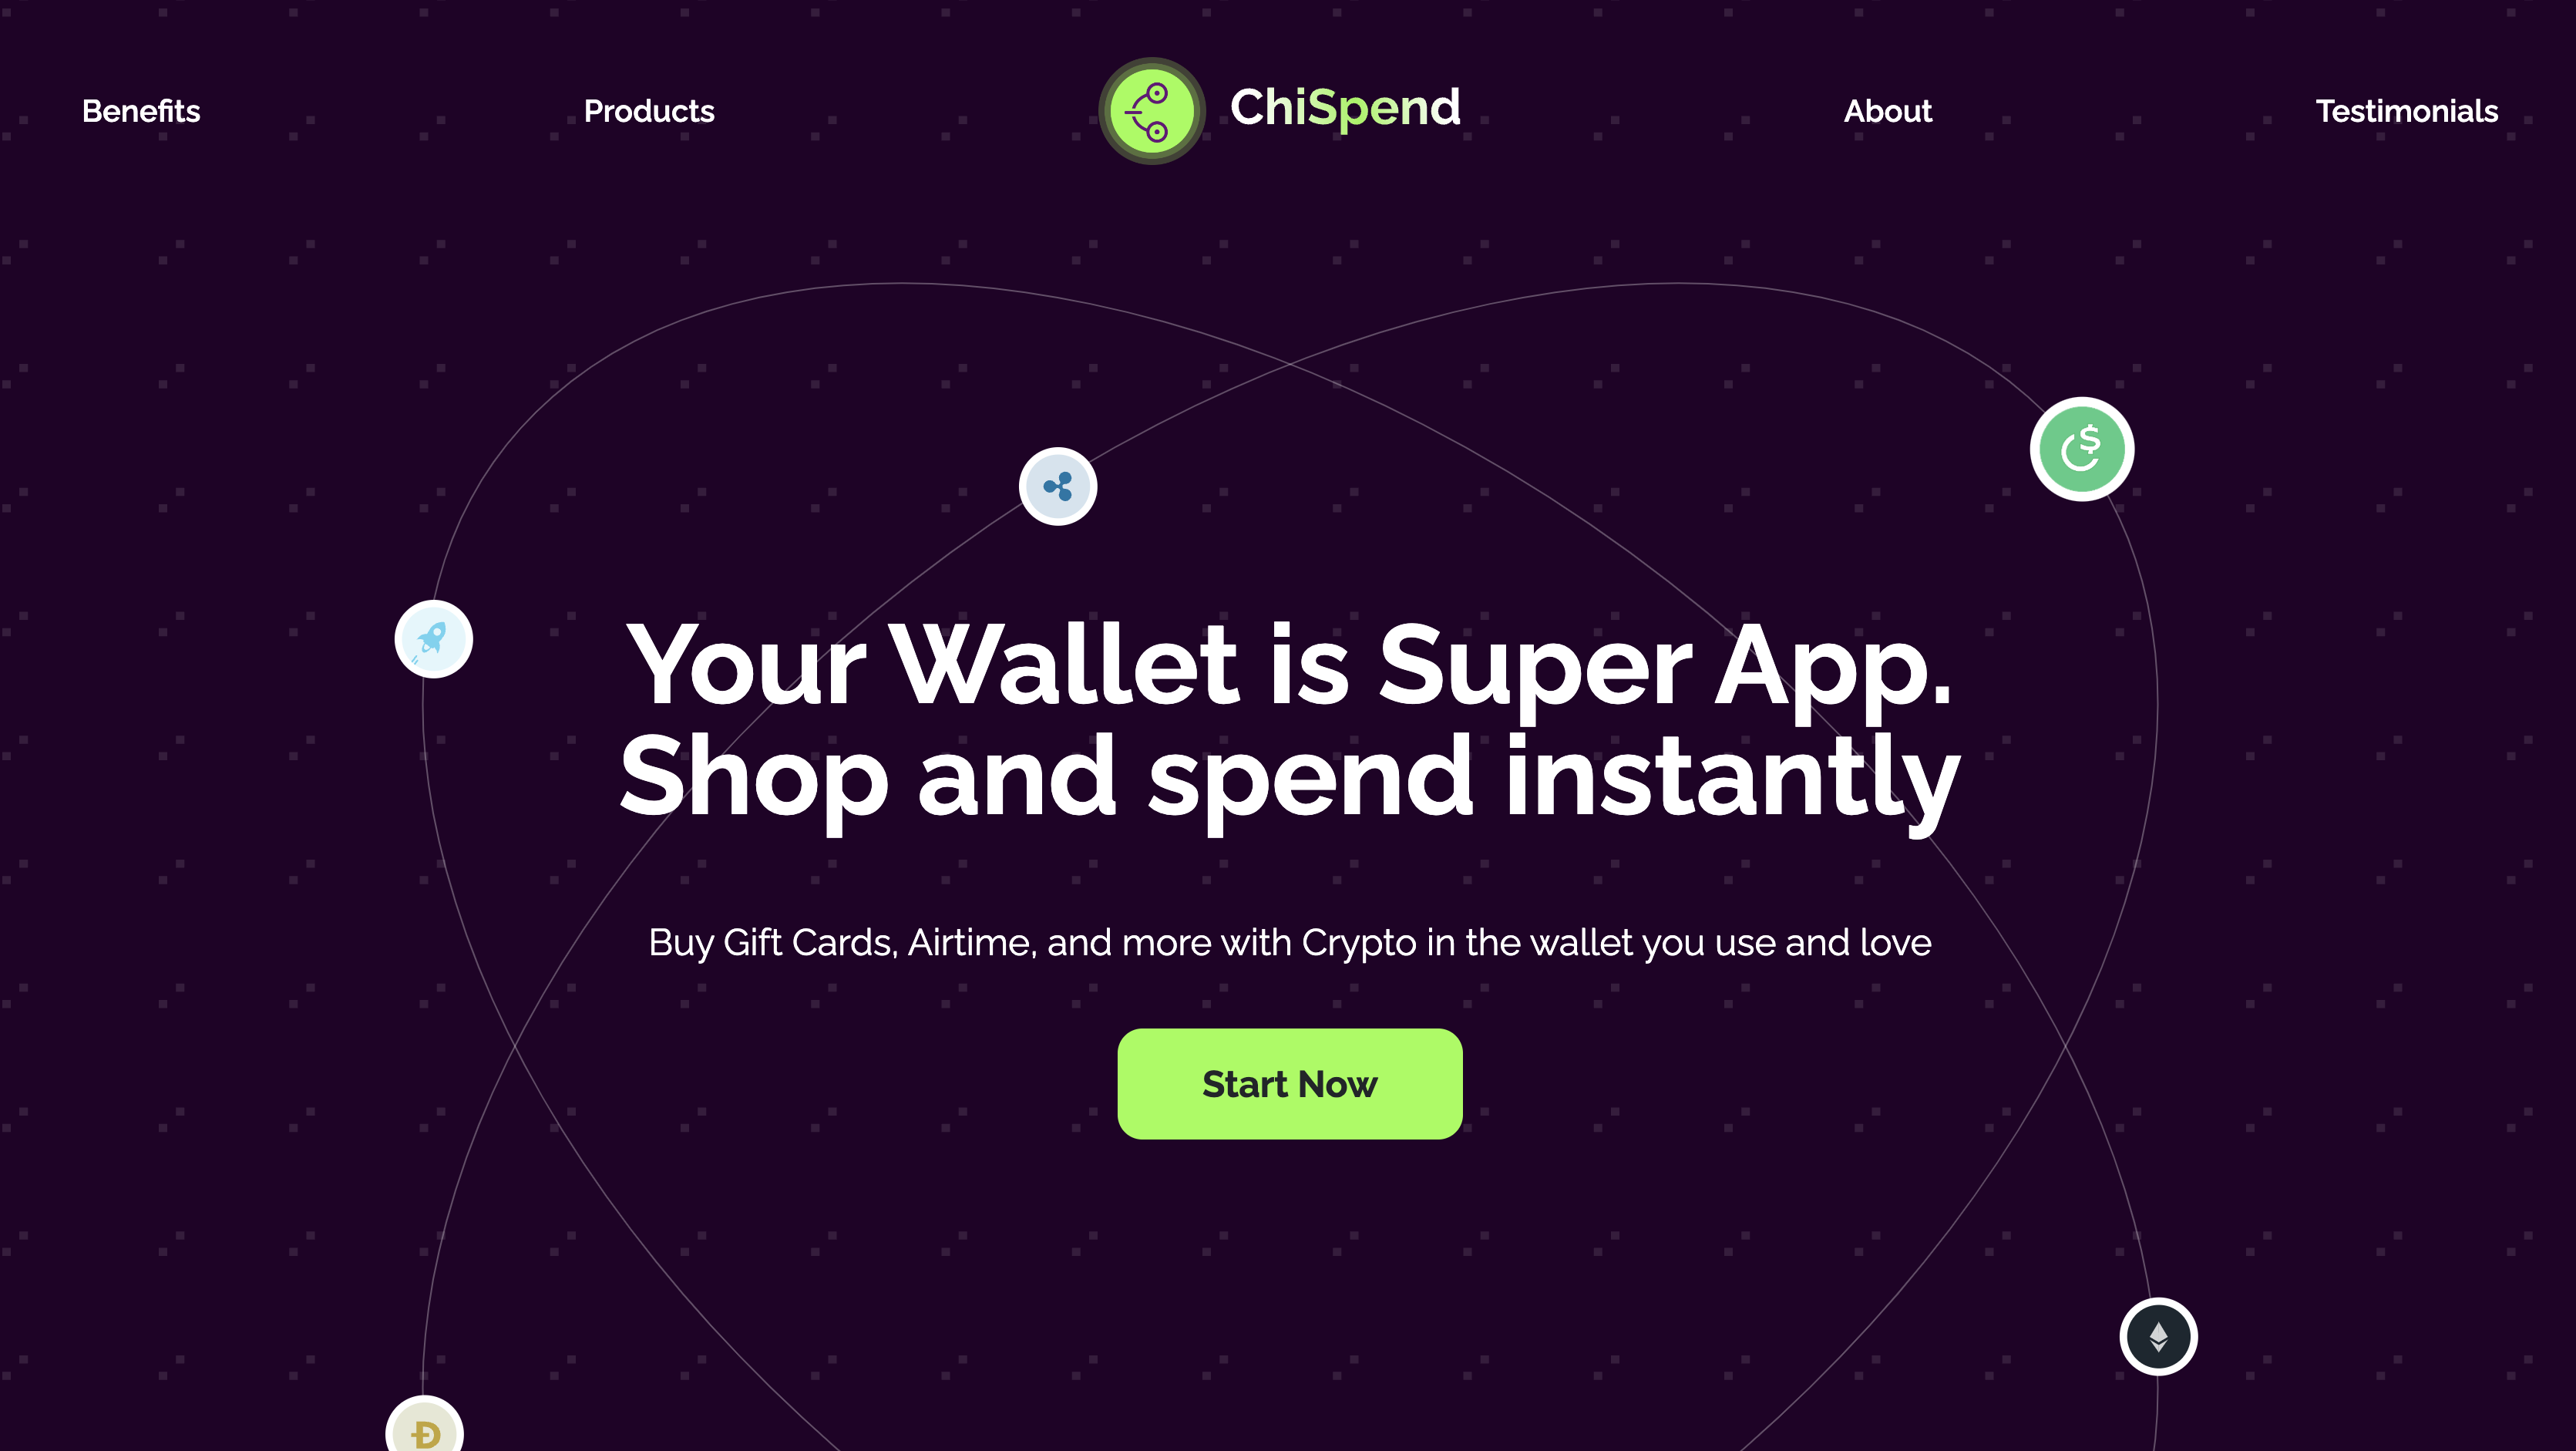 Benefits
Products
ChiSpend
About
Testimonials
Your Wallet is Super App.
Shop and spend instantly
Buy Gift Cards, Airtime, and more with Crypto in the wallet you use and love
Start Now